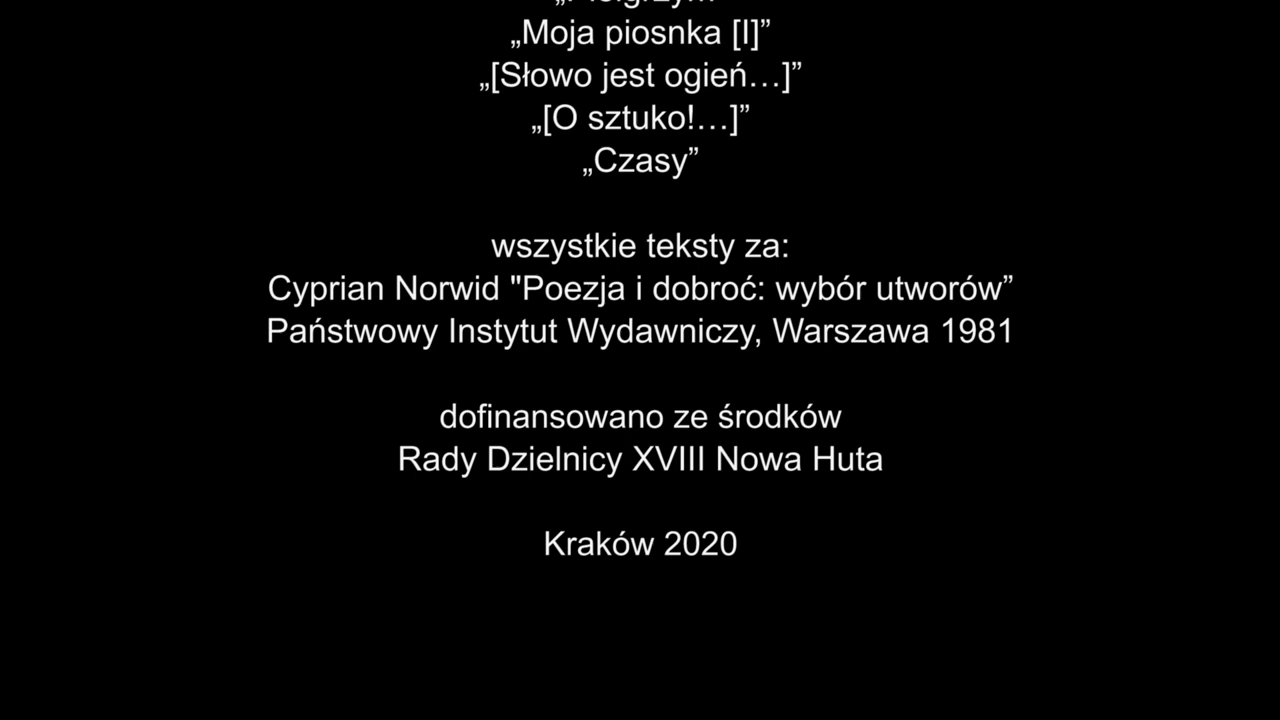 „Moja piosnka [I]”
„[Słowo jest ogień…]”
„[O sztuko!…]”
„Czasy”
wszystkie teksty za:
Cyprian Norwid "Poezja i dobroć: wybór utworów”
Państwowy Instytut Wydawniczy, Warszawa 1981
dofinansowano ze środków
Rady Dzielnicy XVIII Nowa Huta
Kraków 2020